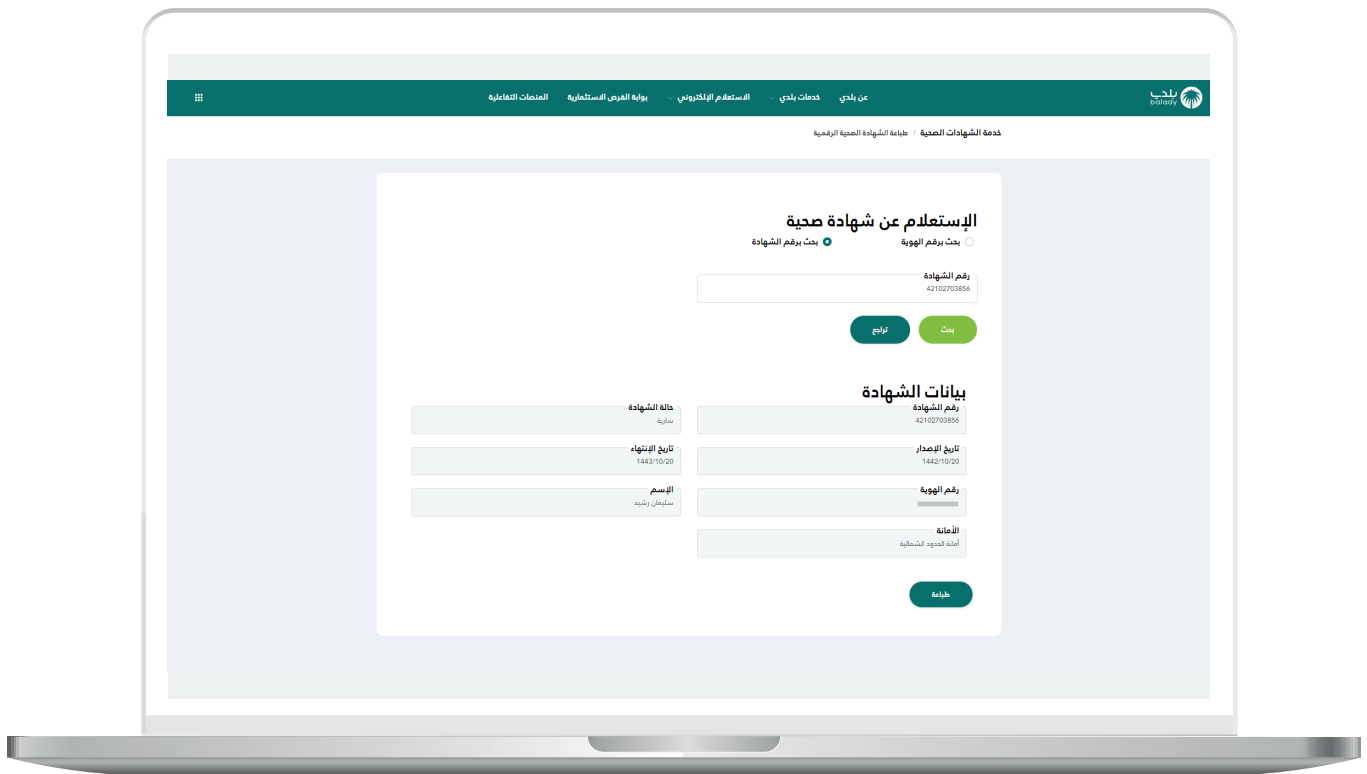 بلدي
balady
عن بلدي خدمات بلدي الاستعلام الإلكتروني بوابة الفرص الاستثمارية المنصات التفاعلية
خدمة الشهادات الصحية / طباعة الشهادة الصحية الرقمية
الإستعلام عن شهادة صحية
بحث برقم الهوية بحث برقم الشهادة
رقم الشهادة
42102703856
بحث تراجع
بيانات الشهادة
رقم الشهادة حالة الشهادة
42102703856 سارية
تاريخ الإصدار تاريخ الإنتهاء
1442/10/20 1443/10/20
رقم الهوية الإسم
سليمان رشيد
الأمانة
أمانة الحدود الشمالية
طباعة